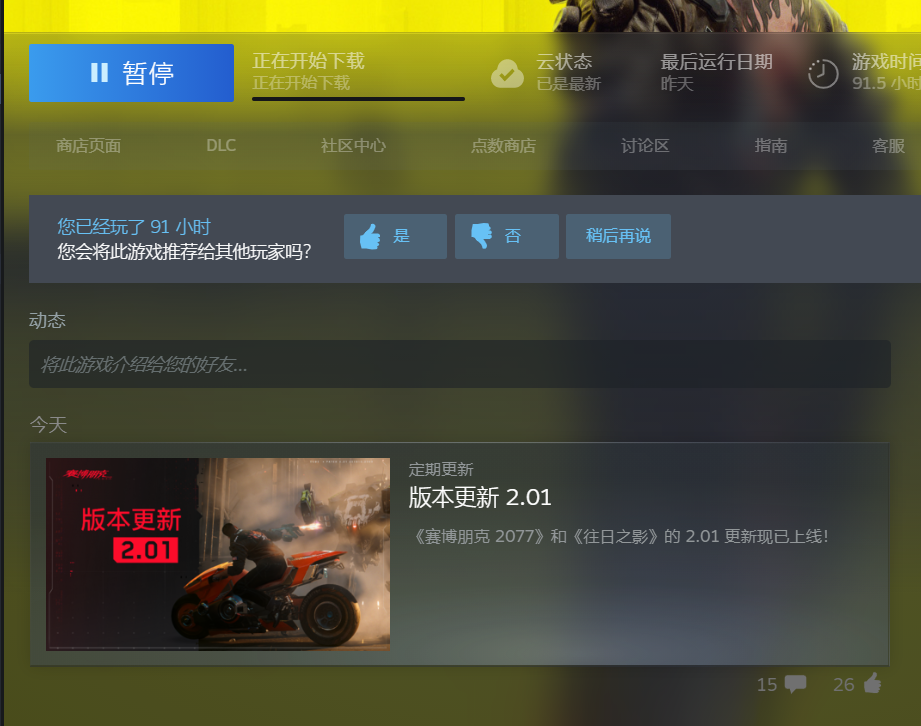 暂停
正在开始下载
正在开始下载
云状态
已是最新
最后运行日期
昨天
游戏时间
91.5 小时
商店页面
DLC
社区中心
点数商店
讨论区
指南
客服
您已经玩了 91 小时
您会将此游戏推荐给其他玩家吗?
是
否
稍后再说
动态
将此游戏介绍给您的好友...
今天
赛博朋克
版本更新
2.01
定期更新
版本更新 2.01
《赛博朋克 2077》和《往日之影》的 2.01 更新现已上线!
15
26